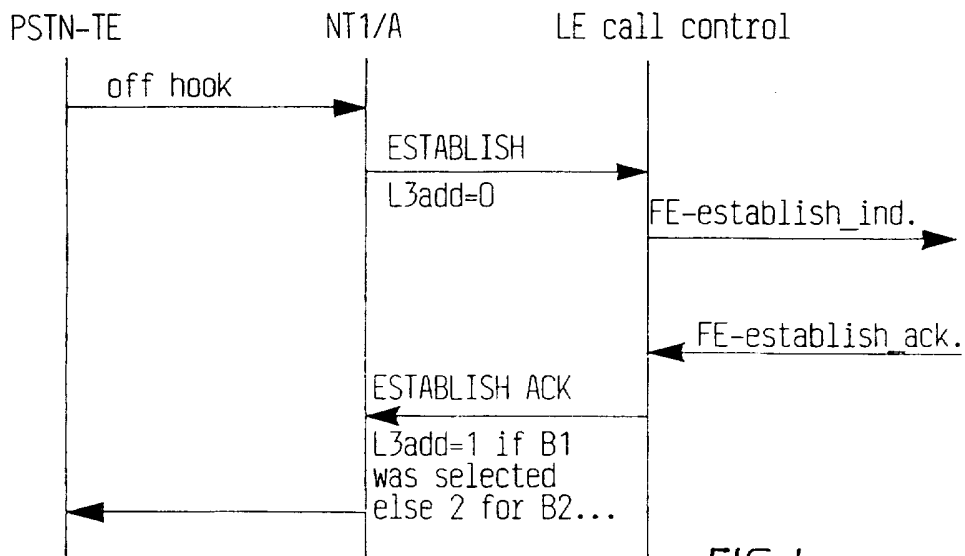 PSTN-TE NT1/A LE call control
off hook
ESTABLISH
L3add=0
FE-establish_ind.
FE-establish_ack.
ESTABLISH ACK
L3add=1 if B1
was selected
else 2 for B2...